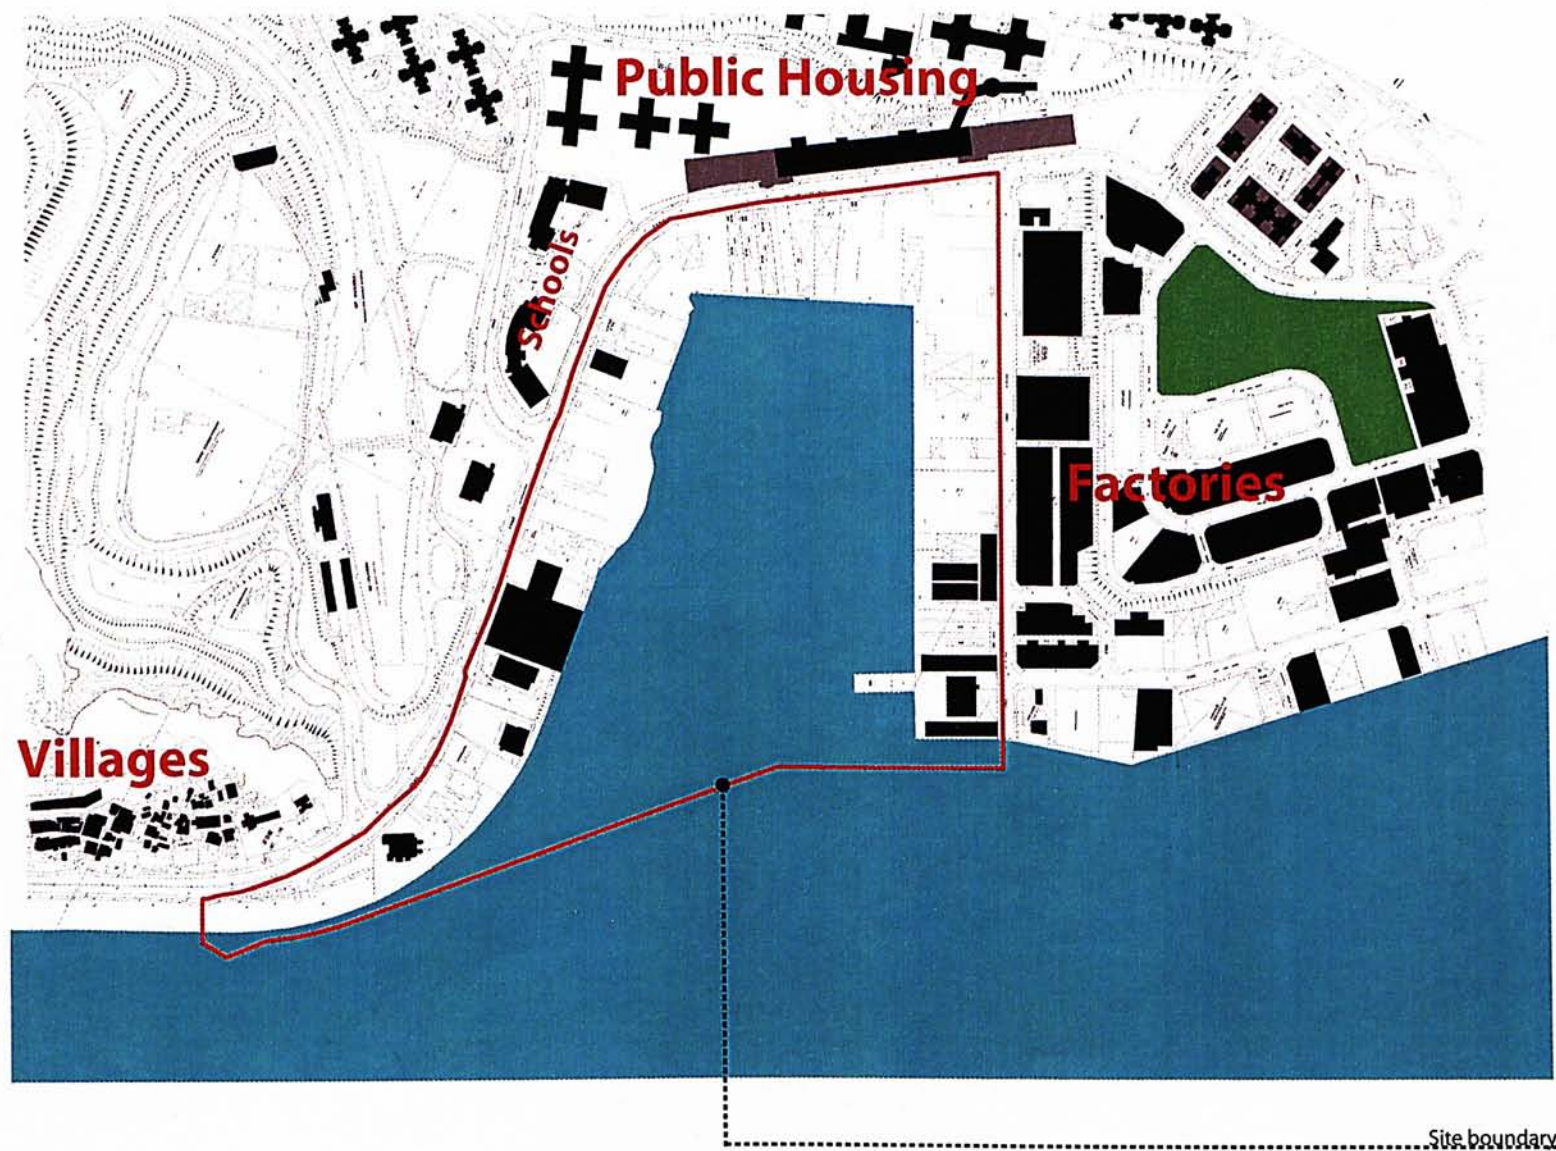 Public Housing
Schools
Factories
Villages
Site boundary